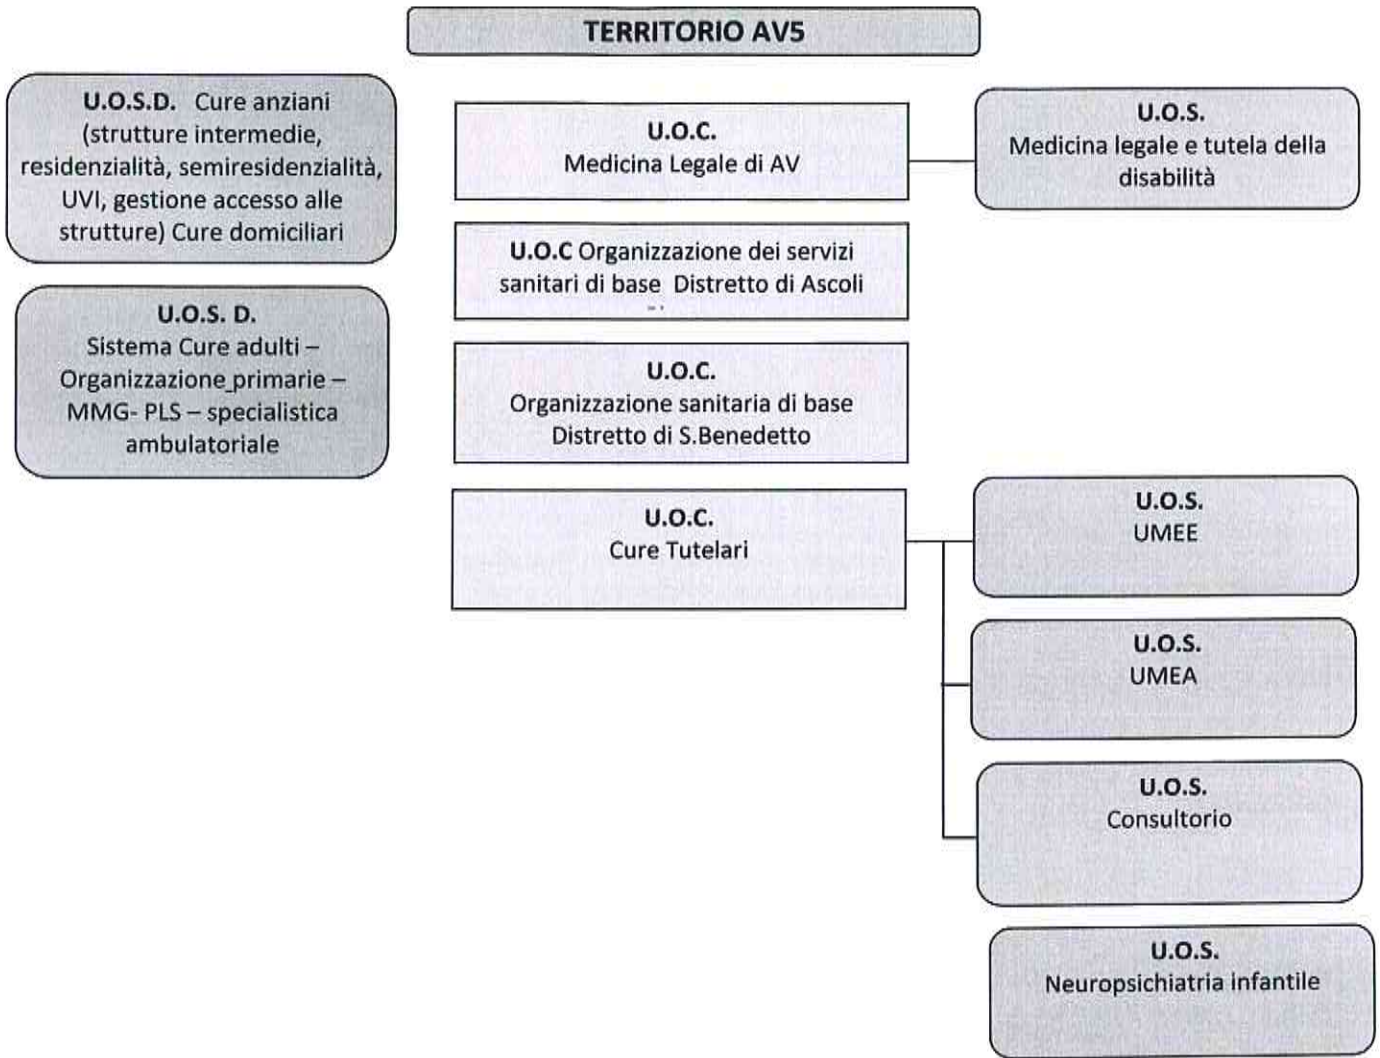 TERRITORIO AV5
U.O.S.D. Cure anziani
(strutture intermedie,
residenzialità, semiresidenzialità,
UVI, gestione accesso alle
strutture) Cure domiciliari
U.O.S. D.
Sistema Cure adulti –
Organizzazione primarie –
MMG- PLS – specialistica
ambulatoriale
U.O.C.
Medicina Legale di AV
U.O.C Organizzazione dei servizi
sanitari di base Distretto di Ascoli
U.O.C.
Organizzazione sanitaria di base
Distretto di S.Benedetto
U.O.C.
Cure Tutelari
U.O.S.
Medicina legale e tutela della
disabilità
U.O.S.
UMEE
U.O.S.
UMEA
U.O.S.
Consultorio
U.O.S.
Neuropsichiatria infantile